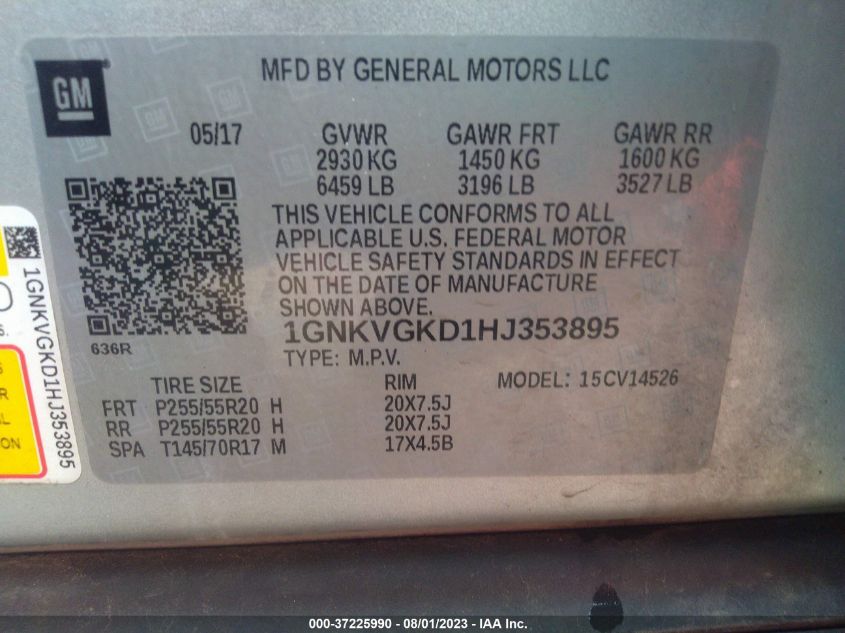 GM
MFD BY GENERAL MOTORS LLC
05/17 GVWR GAWR FRT GAWR RR
2930 KG 1450 KG 1600 KG
6459 LB 3196 LB 3527 LB
THIS VEHICLE CONFORMS TO ALL
APPLICABLE U.S. FEDERAL MOTOR
VEHICLE SAFETY STANDARDS IN EFFECT
ON THE DATE OF MANUFACTURE
SHOWN ABOVE.
1GNKVGKD1HJ353895
636R
TYPE: M.P.V.
TIRE SIZE RIM MODEL: 15CV14526
FRT P255/55R20 H 20X7.5J
RR P255/55R20 H 20X7.5J
SPA T145/70R17 M 17X4.5B
1GNKVGKD1HJ353895
ON
000-37225990 - 08/01/2023 - IAA Inc.